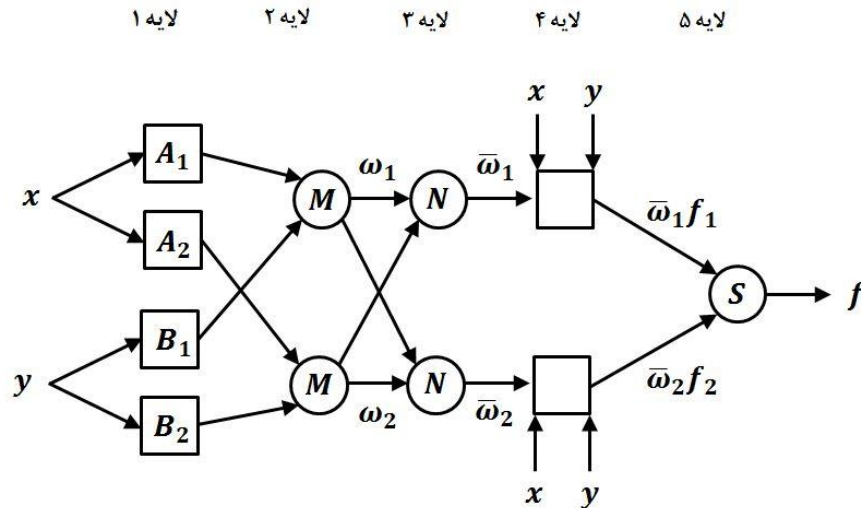 لایه ۱ لایه ۲ لایه ۳ لایه ۴ لایه ۵
x y
A₁ ω₁ ω̅₁
M N
x
A₂ ω̅₁f₁
S f
B₁
y M N
ω̅₂f₂
B₂ ω₂ ω̅₂
x y